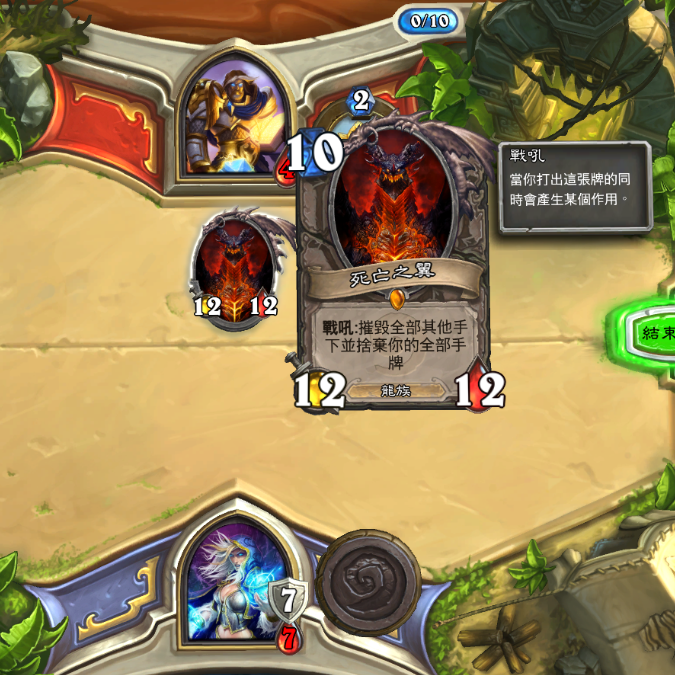 0/10
2
10
戰吼
當你打出這張牌的同
時會產生某個作用。
死亡之翼
12 12
結束
戰吼:摧毀全部其他手
下並捨棄你的全部手
牌
12 龍族 12
7
7